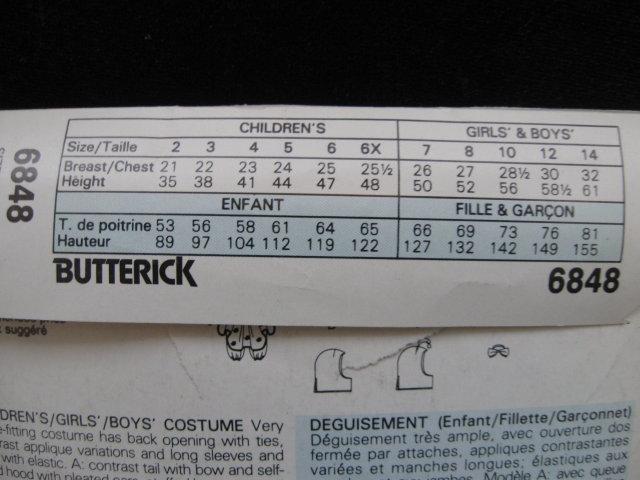 6848
CHILDREN'S GIRLS' & BOYS'
Size/Taille 2 3 4 5 6 6X 7 8 10 12 14
Breast/Chest 21 22 23 24 25 25½ 26 27 28½ 30 32
Height 35 38 41 44 47 48 50 52 56 58½ 61
ENFANT FILLE & GARÇON
T. de poitrine 53 56 58 61 64 65 66 69 73 76 81
Hauteur 89 97 104 112 119 122 127 132 142 149 155
BUTTERICK 6848
suggéré
DREN'S/GIRLS'/BOYS' COSTUME Very
-fitting costume has back opening with ties,
rast applique variations and long sleeves and
with elastic. A: contrast tail with bow and self-
hood with pleated
DEGUISEMENT (Enfant/Fillette/Garçonnet)
Déguisement très ample, avec ouverture dos
fermée par attaches, appliques contrastantes
variées et manches longues; élastiques aux
Modèle A: avec queue